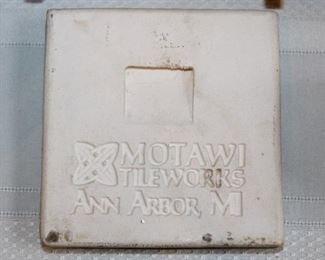 MOTAWI
TILEWORKS
ANN ARBOR, MI